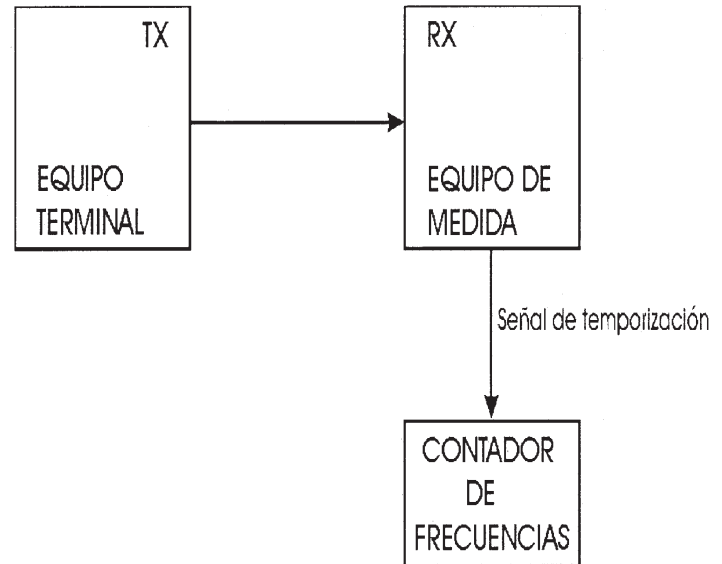 TX
EQUIPO
TERMINAL
RX
EQUIPO DE
MEDIDA
Señal de temporización
CONTADOR
DE
FRECUENCIAS